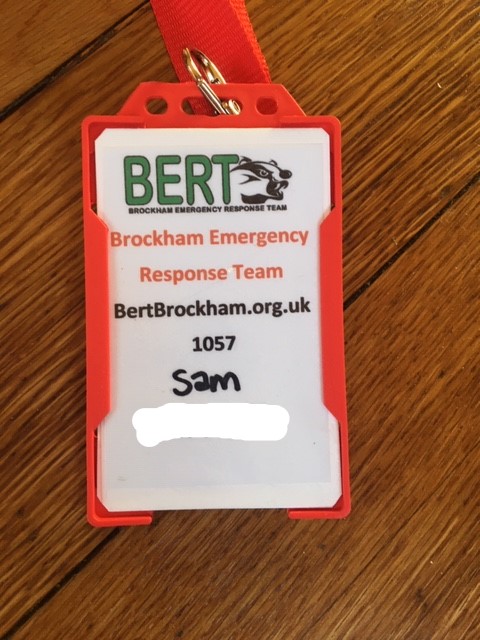 BERT
BROCKHAM EMERGENCY RESPONSE TEAM
Brockham Emergency
Response Team
BertBrockham.org.uk
1057
Sam